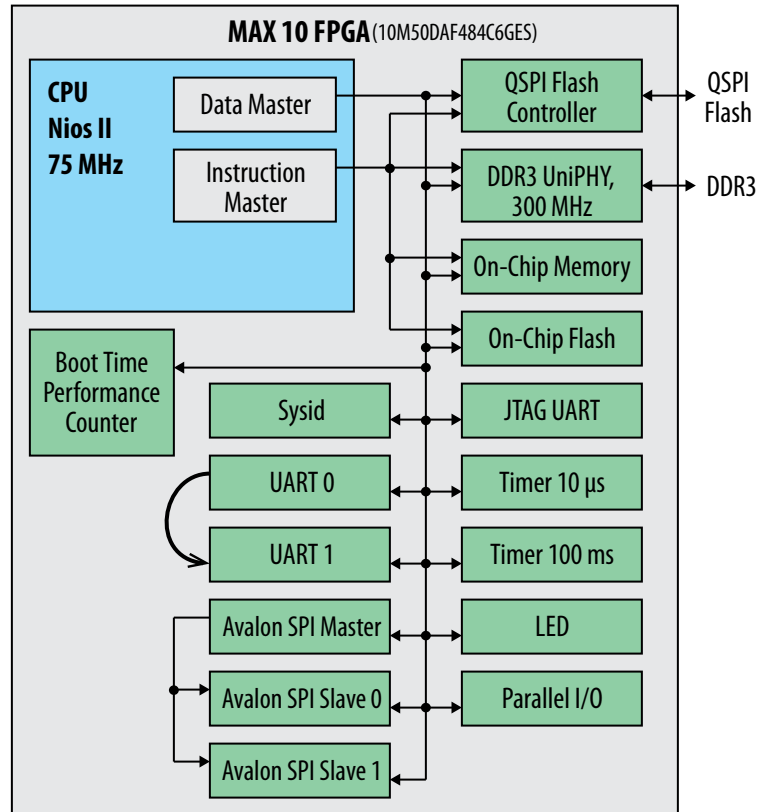 MAX 10 FPGA (10M50DAF484C6GES)
CPU
Nios II
75 MHz
Data Master
Instruction
Master
QSPI Flash
Controller
QSPI
Flash
DDR3 UniPHY,
300 MHz
DDR3
On-Chip Memory
On-Chip Flash
Boot Time
Performance
Counter
Sysid
JTAG UART
UART 0
Timer 10 µs
UART 1
Timer 100 ms
Avalon SPI Master
LED
Avalon SPI Slave 0
Parallel I/O
Avalon SPI Slave 1